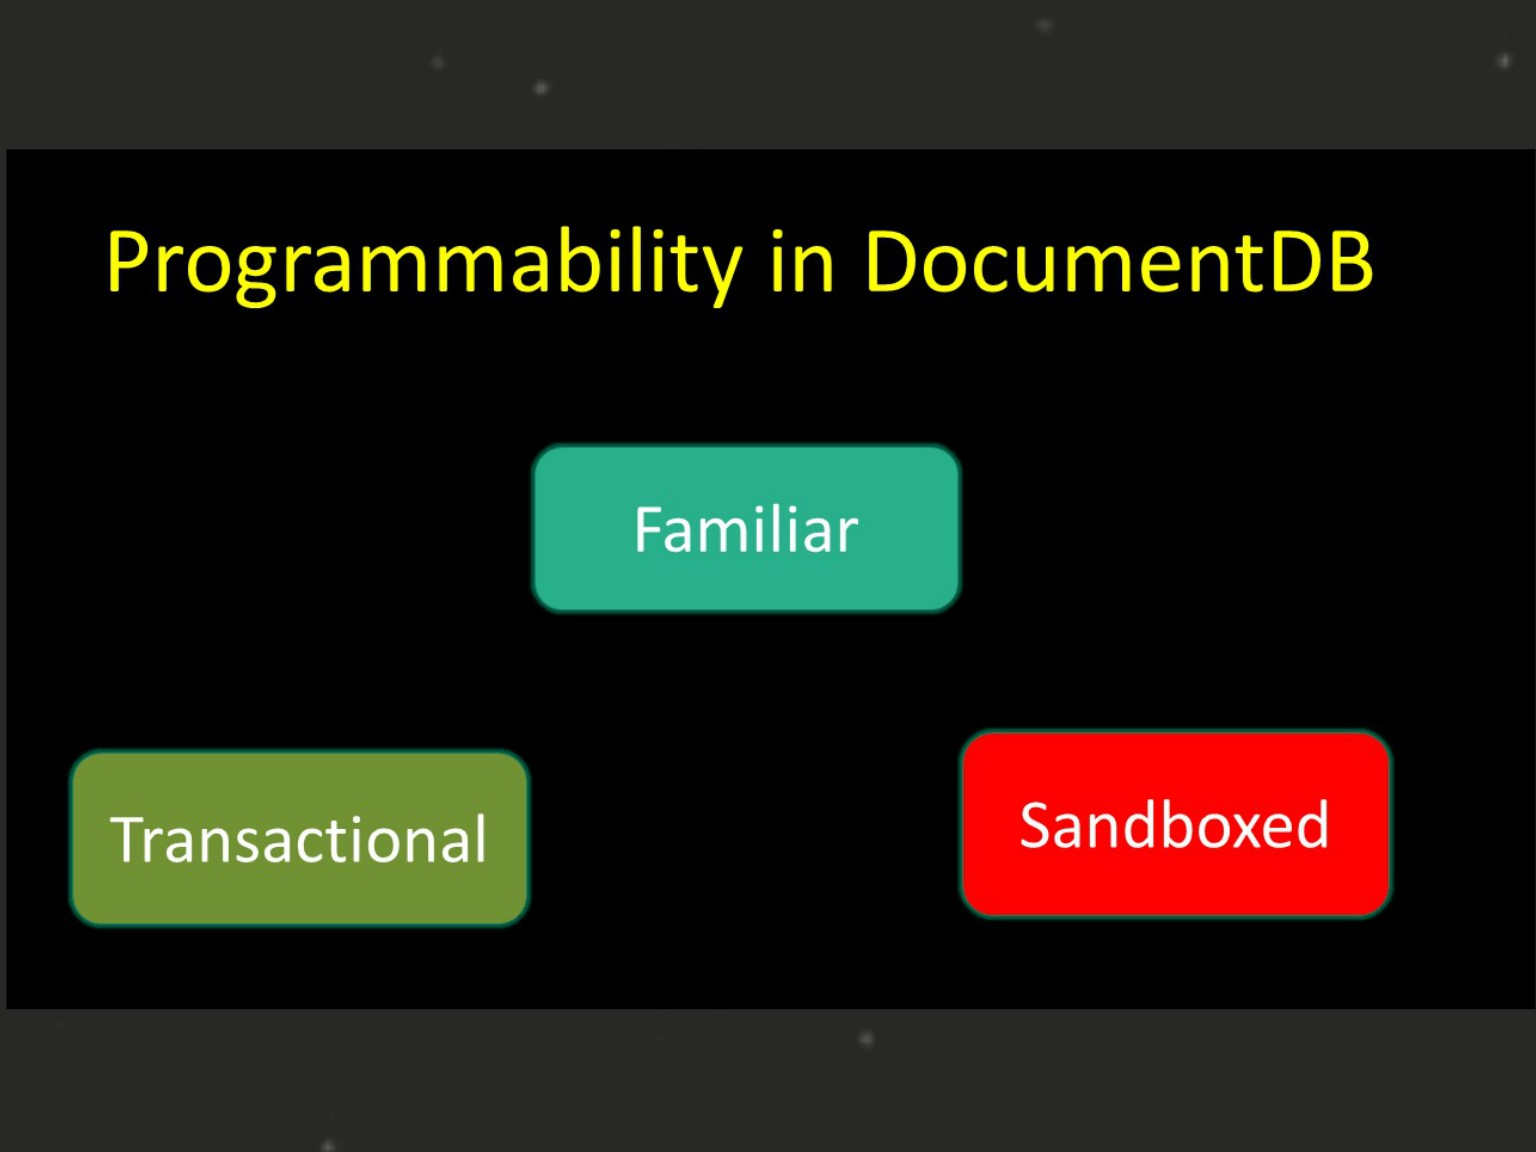 Programmability in DocumentDB
Familiar
Transactional
Sandboxed